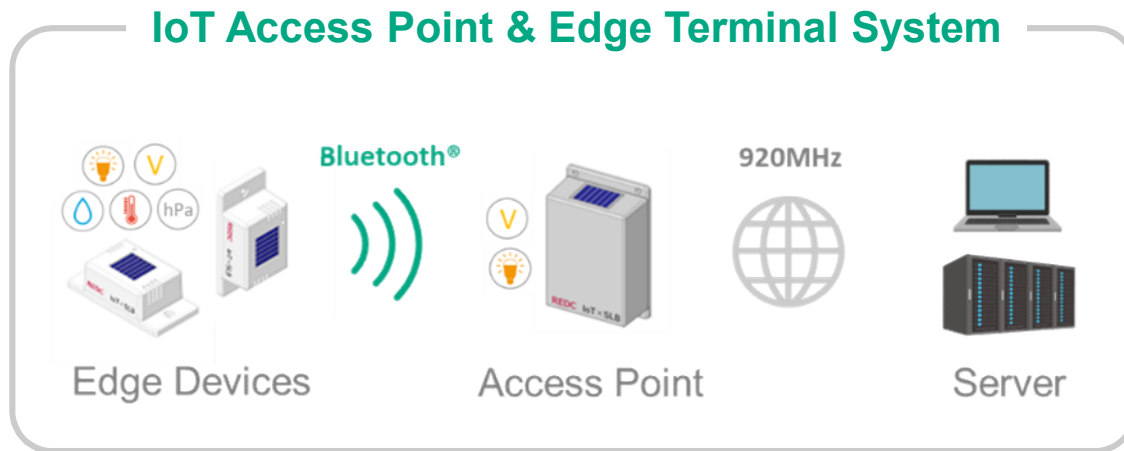 IoT Access Point & Edge Terminal System
Bluetooth®
920MHz
V
hPa
V
REDC
REDC IoT×SLB
REDC IoT×SLB
Edge Devices
Access Point
Server